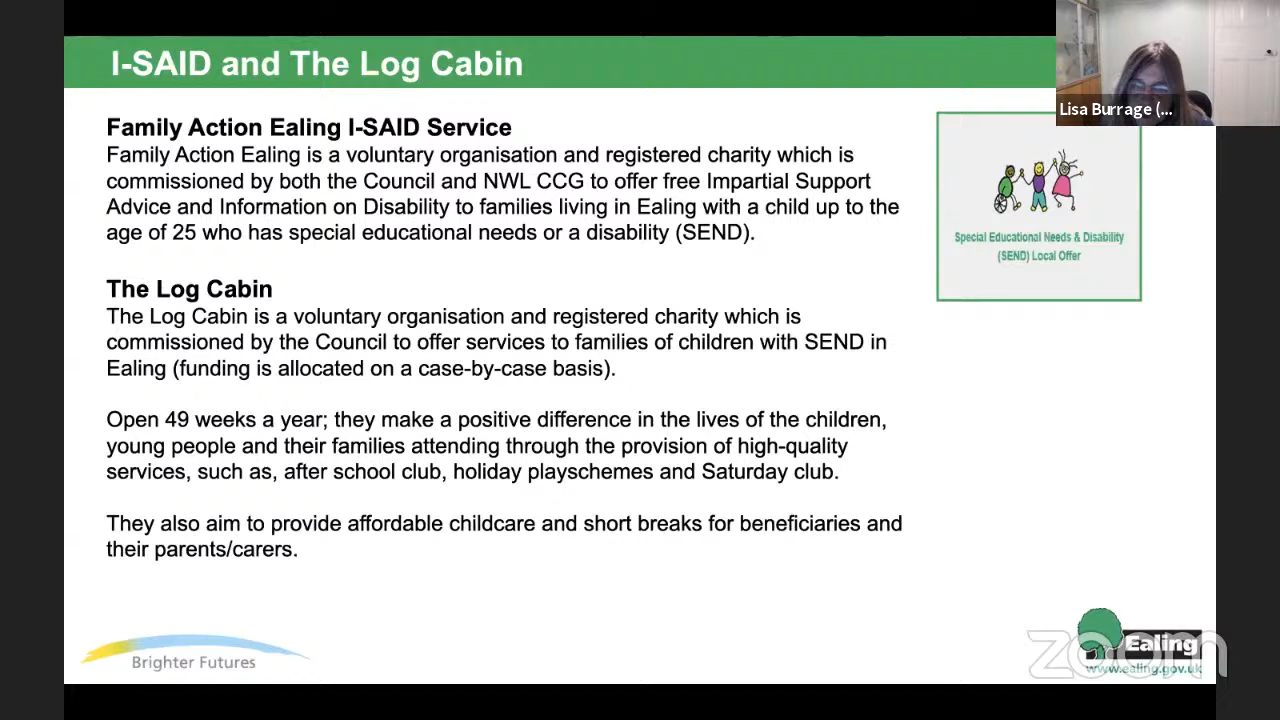 I-SAID and The Log Cabin
Lisa Burrage (...
Family Action Ealing I-SAID Service
Family Action Ealing is a voluntary organisation and registered charity which is
commissioned by both the Council and NWL CCG to offer free Impartial Support
Advice and Information on Disability to families living in Ealing with a child up to the
age of 25 who has special educational needs or a disability (SEND).
Special Educational Needs & Disability
(SEND) Local Offer
The Log Cabin
The Log Cabin is a voluntary organisation and registered charity which is
commissioned by the Council to offer services to families of children with SEND in
Ealing (funding is allocated on a case-by-case basis).
Open 49 weeks a year; they make a positive difference in the lives of the children,
young people and their families attending through the provision of high-quality
services, such as, after school club, holiday playschemes and Saturday club.
They also aim to provide affordable childcare and short breaks for beneficiaries and
their parents/carers.
Brighter Futures
Ealing
www.ealing.gov.uk
zoom